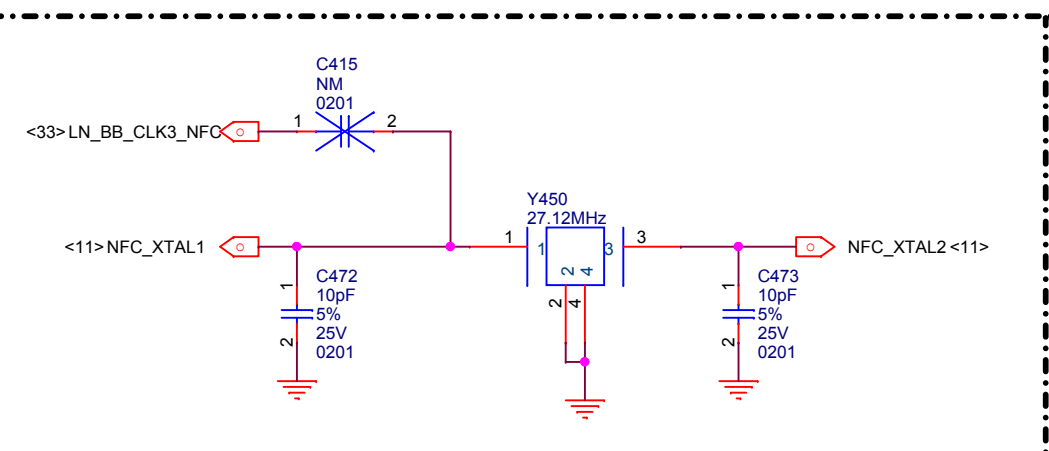 C415
NM
0201
<33>LN_BB_CLK3_NFC
1
2
Y450
27.12MHz
<11>NFC_XTAL1
1
1
3
3
NFC_XTAL2<11>
2
4
2
4
1
C472
10pF
5%
25V
0201
2
1
C473
10pF
5%
25V
0201
2